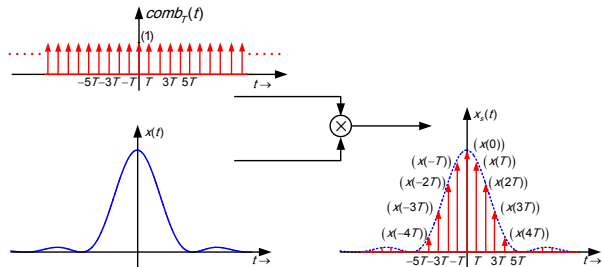 comb_T(t)
(1)
−5T−3T −T T 3T 5T
t→
x(t)
t→
×
x_s(t)
(x(0))
(x(−T)) (x(T))
(x(−2T)) (x(2T))
(x(−3T)) (x(3T))
(x(−4T)) (x(4T))
−5T−3T−T T 3T 5T
t→